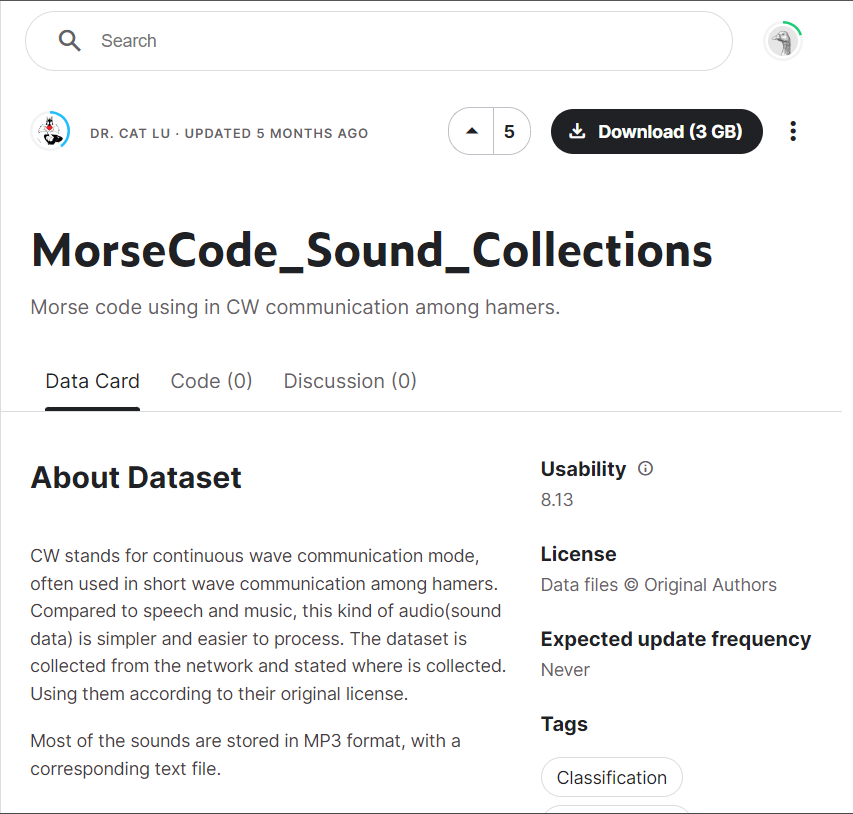 Search
DR. CAT LU · UPDATED 5 MONTHS AGO
5
Download (3 GB)
MorseCode_Sound_Collections
Morse code using in CW communication among hamers.
Data Card
Code (0)
Discussion (0)
About Dataset
CW stands for continuous wave communication mode,
often used in short wave communication among hamers.
Compared to speech and music, this kind of audio(sound
data) is simpler and easier to process. The dataset is
collected from the network and stated where is collected.
Using them according to their original license.
Most of the sounds are stored in MP3 format, with a
corresponding text file.
Usability
8.13
License
Data files © Original Authors
Expected update frequency
Never
Tags
Classification